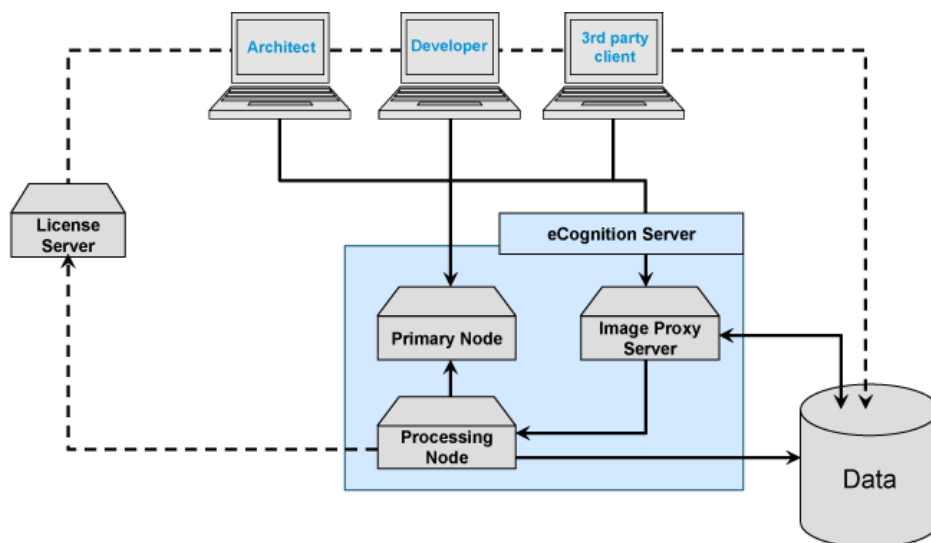 Architect
Developer
3rd party
client
License
Server
eCognition Server
Primary Node
Image Proxy
Server
Processing
Node
Data